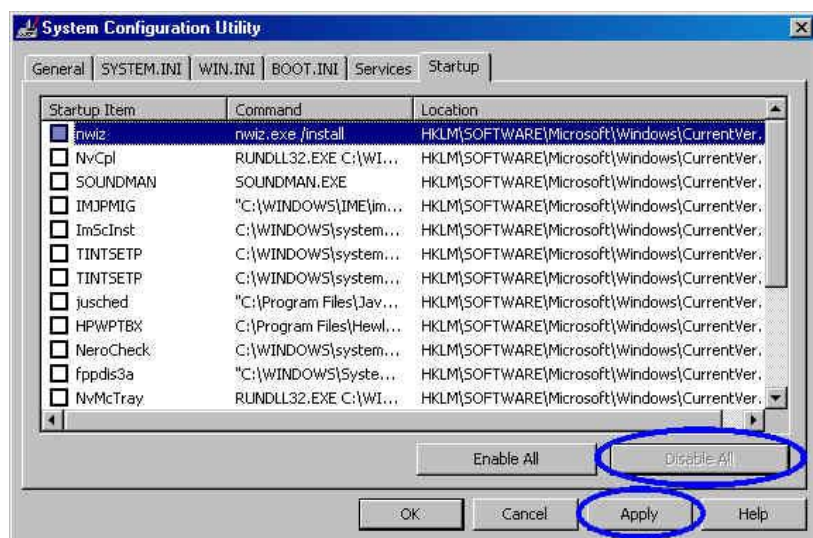 System Configuration Utility
General SYSTEM.INI WIN.INI BOOT.INI Services Startup
Startup Item Command Location
nwiz nwiz.exe /install HKLM\SOFTWARE\Microsoft\Windows\CurrentVer.
NvCpl RUNDLL32.EXE C:\WI... HKLM\SOFTWARE\Microsoft\Windows\CurrentVer.
SOUNDMAN SOUNDMAN.EXE HKLM\SOFTWARE\Microsoft\Windows\CurrentVer.
IMJPMIG "C:\WINDOWS\IME\im... HKLM\SOFTWARE\Microsoft\Windows\CurrentVer.
ImScInst C:\WINDOWS\system... HKLM\SOFTWARE\Microsoft\Windows\CurrentVer.
TINTSETP C:\WINDOWS\system... HKLM\SOFTWARE\Microsoft\Windows\CurrentVer.
TINTSETP C:\WINDOWS\system... HKLM\SOFTWARE\Microsoft\Windows\CurrentVer.
jusched "C:\Program Files\Jav... HKLM\SOFTWARE\Microsoft\Windows\CurrentVer.
HPWPTBX C:\Program Files\Hewl... HKLM\SOFTWARE\Microsoft\Windows\CurrentVer.
NeroCheck C:\WINDOWS\system... HKLM\SOFTWARE\Microsoft\Windows\CurrentVer.
fppdis3a "C:\WINDOWS\Syste... HKLM\SOFTWARE\Microsoft\Windows\CurrentVer.
NvMcTray RUNDLL32.EXE C:\WI... HKLM\SOFTWARE\Microsoft\Windows\CurrentVer.
Enable All Disable All
OK Cancel Apply Help